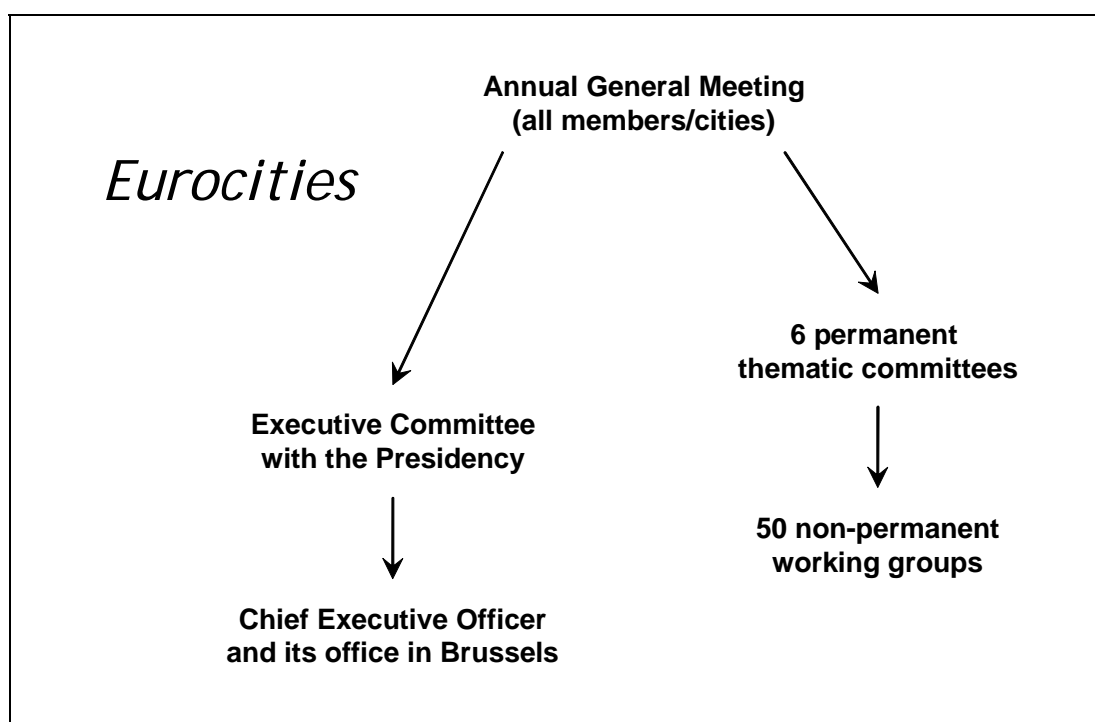 Annual General Meeting
(all members/cities)
Eurocities
6 permanent
thematic committees
Executive Committee
with the Presidency
50 non-permanent
working groups
Chief Executive Officer
and its office in Brussels